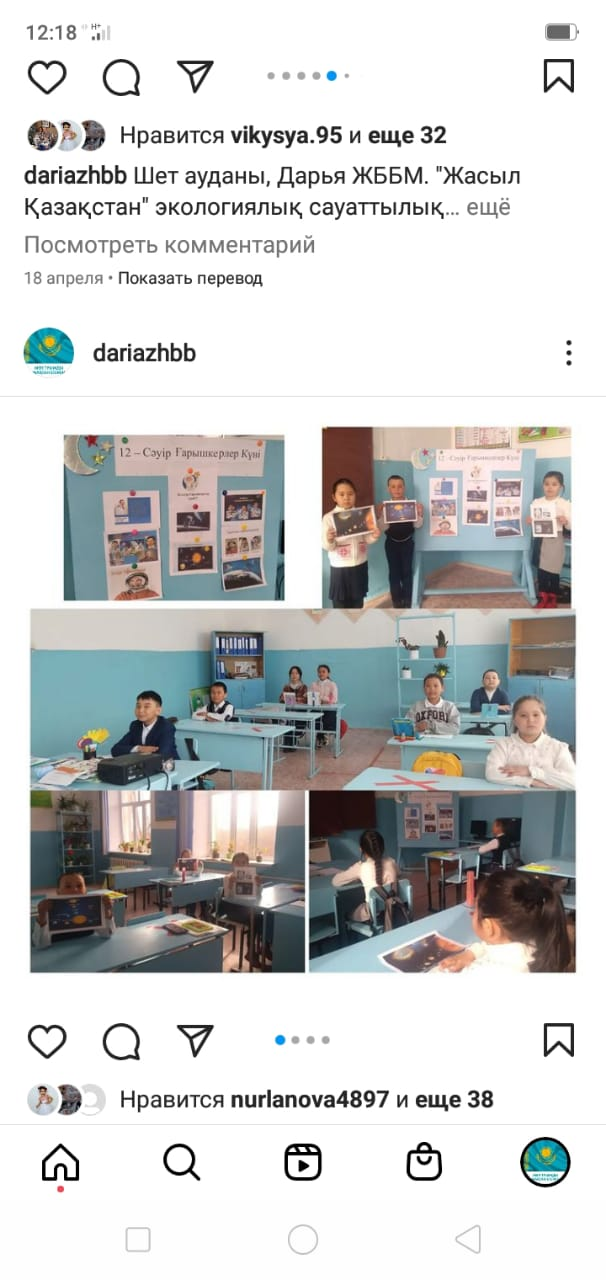 12:18
H+
Нравится vikysya.95 и еще 32
dariazhbb Шет ауданы, Дарья ЖББМ. "Жасыл
Қазақстан" экологиялық сауаттылық... ещё
Посмотреть комментарий
18 апреля • Показать перевод
dariazhbb
12 – Сәуір Ғарышкерлер Күні
12 – Сәуір Ғарышкерлер Күні
OXFORD
Нравится nurlanova4897 и еще 38